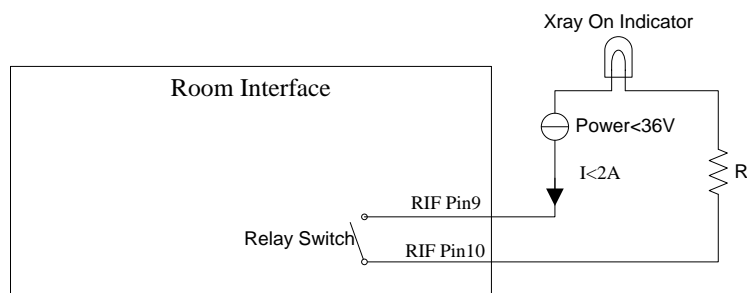 Xray On Indicator
Room Interface
Power<36V
I<2A
R
RIF Pin9
Relay Switch
RIF Pin10